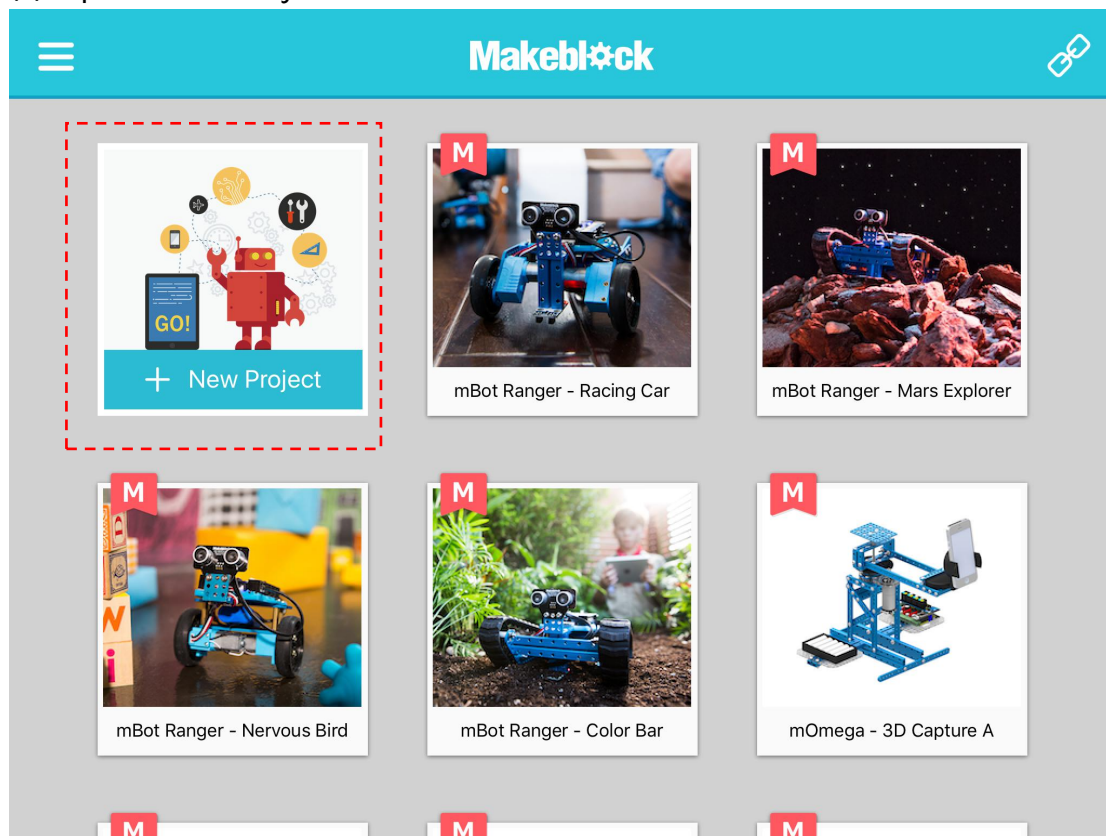 Makeblock
GO!
+ New Project
M
mBot Ranger - Racing Car
M
mBot Ranger - Mars Explorer
M
mBot Ranger - Nervous Bird
M
mBot Ranger - Color Bar
M
mOmega - 3D Capture A
M
M
M